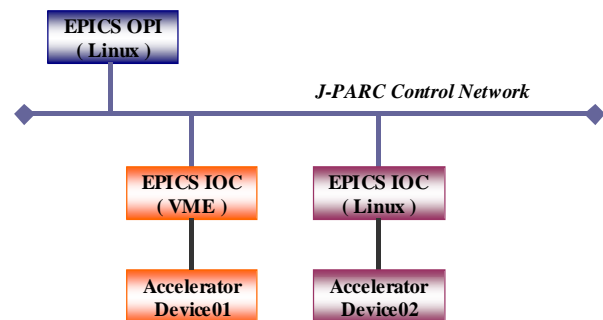 EPICS OPI
( Linux )
J-PARC Control Network
EPICS IOC
( VME )
EPICS IOC
( Linux )
Accelerator
Device01
Accelerator
Device02